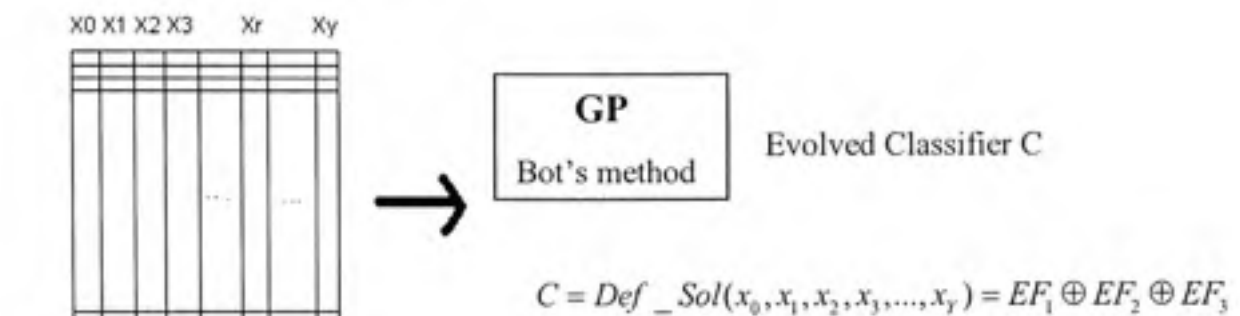 X0 X1 X2 X3 Xr Xy
GP
Bot's method
Evolved Classifier C
... ...
C = Def _ Sol(x₀, x₁, x₂, x₃, ..., x_Y) = EF₁ ⊕ EF₂ ⊕ EF₃